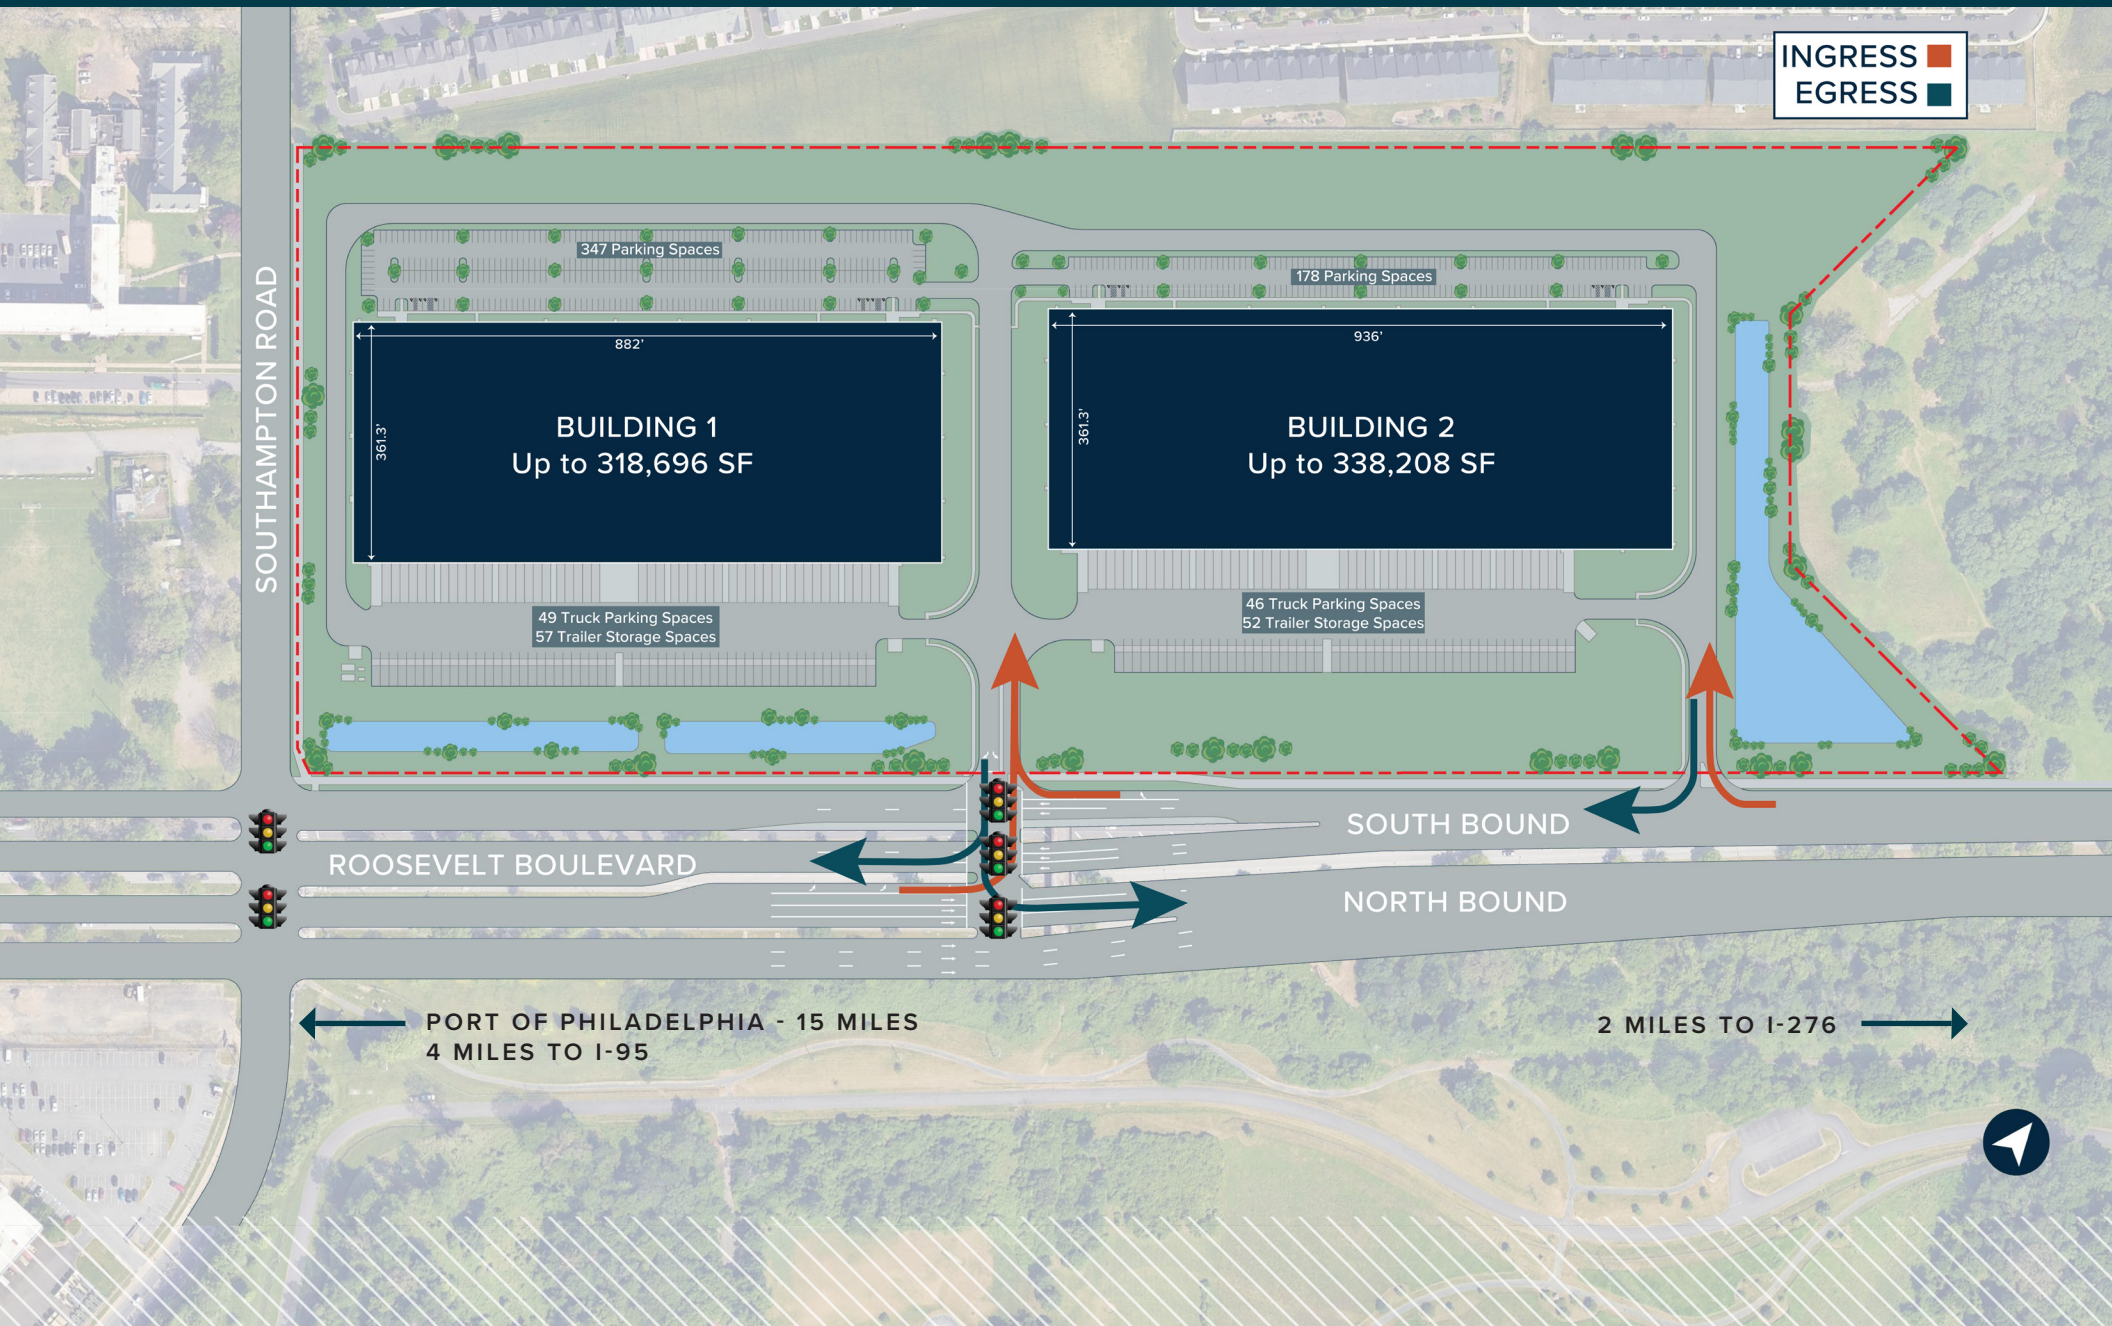 INGRESS
EGRESS
347 Parking Spaces
178 Parking Spaces
882'
936'
361.3'
361.3'
BUILDING 1
Up to 318,696 SF
BUILDING 2
Up to 338,208 SF
SOUTHAMPTON ROAD
49 Truck Parking Spaces
57 Trailer Storage Spaces
46 Truck Parking Spaces
52 Trailer Storage Spaces
SOUTH BOUND
ROOSEVELT BOULEVARD
NORTH BOUND
PORT OF PHILADELPHIA - 15 MILES
4 MILES TO I-95
2 MILES TO I-276